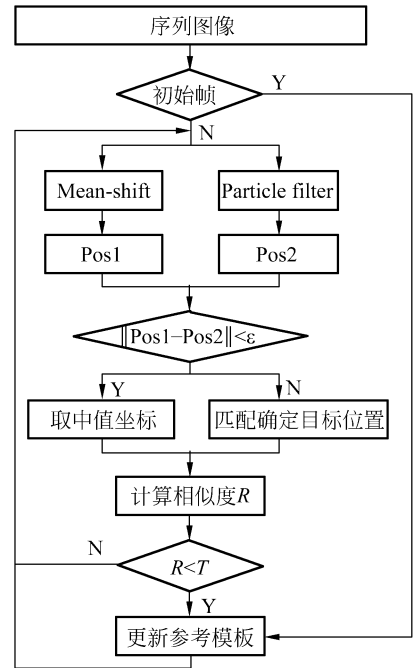 序列图像
初始帧
Y
N
Mean-shift
Particle filter
Pos1
Pos2
‖Pos1−Pos2‖<ε
Y
N
取中值坐标
匹配确定目标位置
计算相似度R
N
R<T
Y
更新参考模板